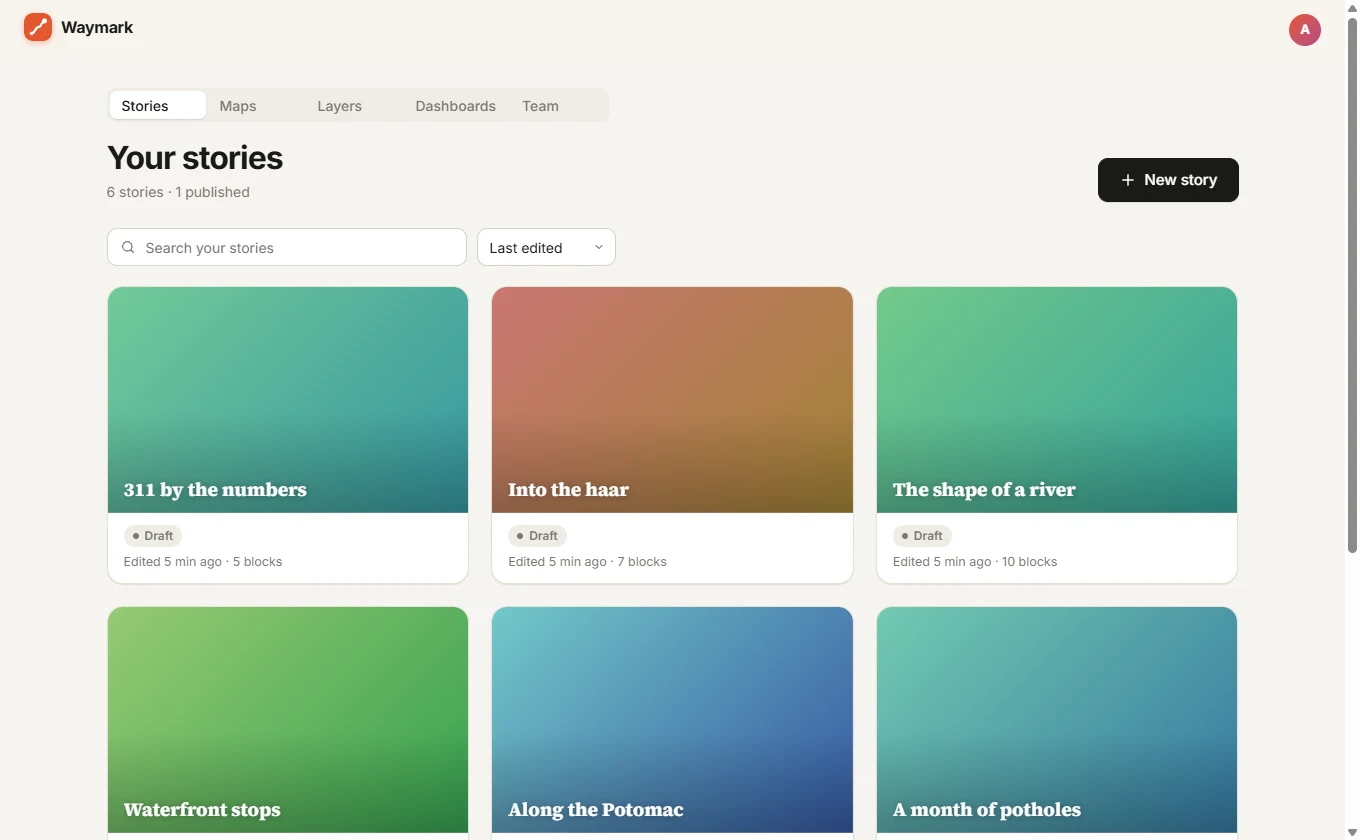 Waymark
A
Stories
Maps
Layers
Dashboards
Team
Your stories
6 stories · 1 published
+ New story
Search your stories
Last edited
311 by the numbers
Draft
Edited 5 min ago · 5 blocks
Into the haar
Draft
Edited 5 min ago · 7 blocks
The shape of a river
Draft
Edited 5 min ago · 10 blocks
Waterfront stops
Along the Potomac
A month of potholes